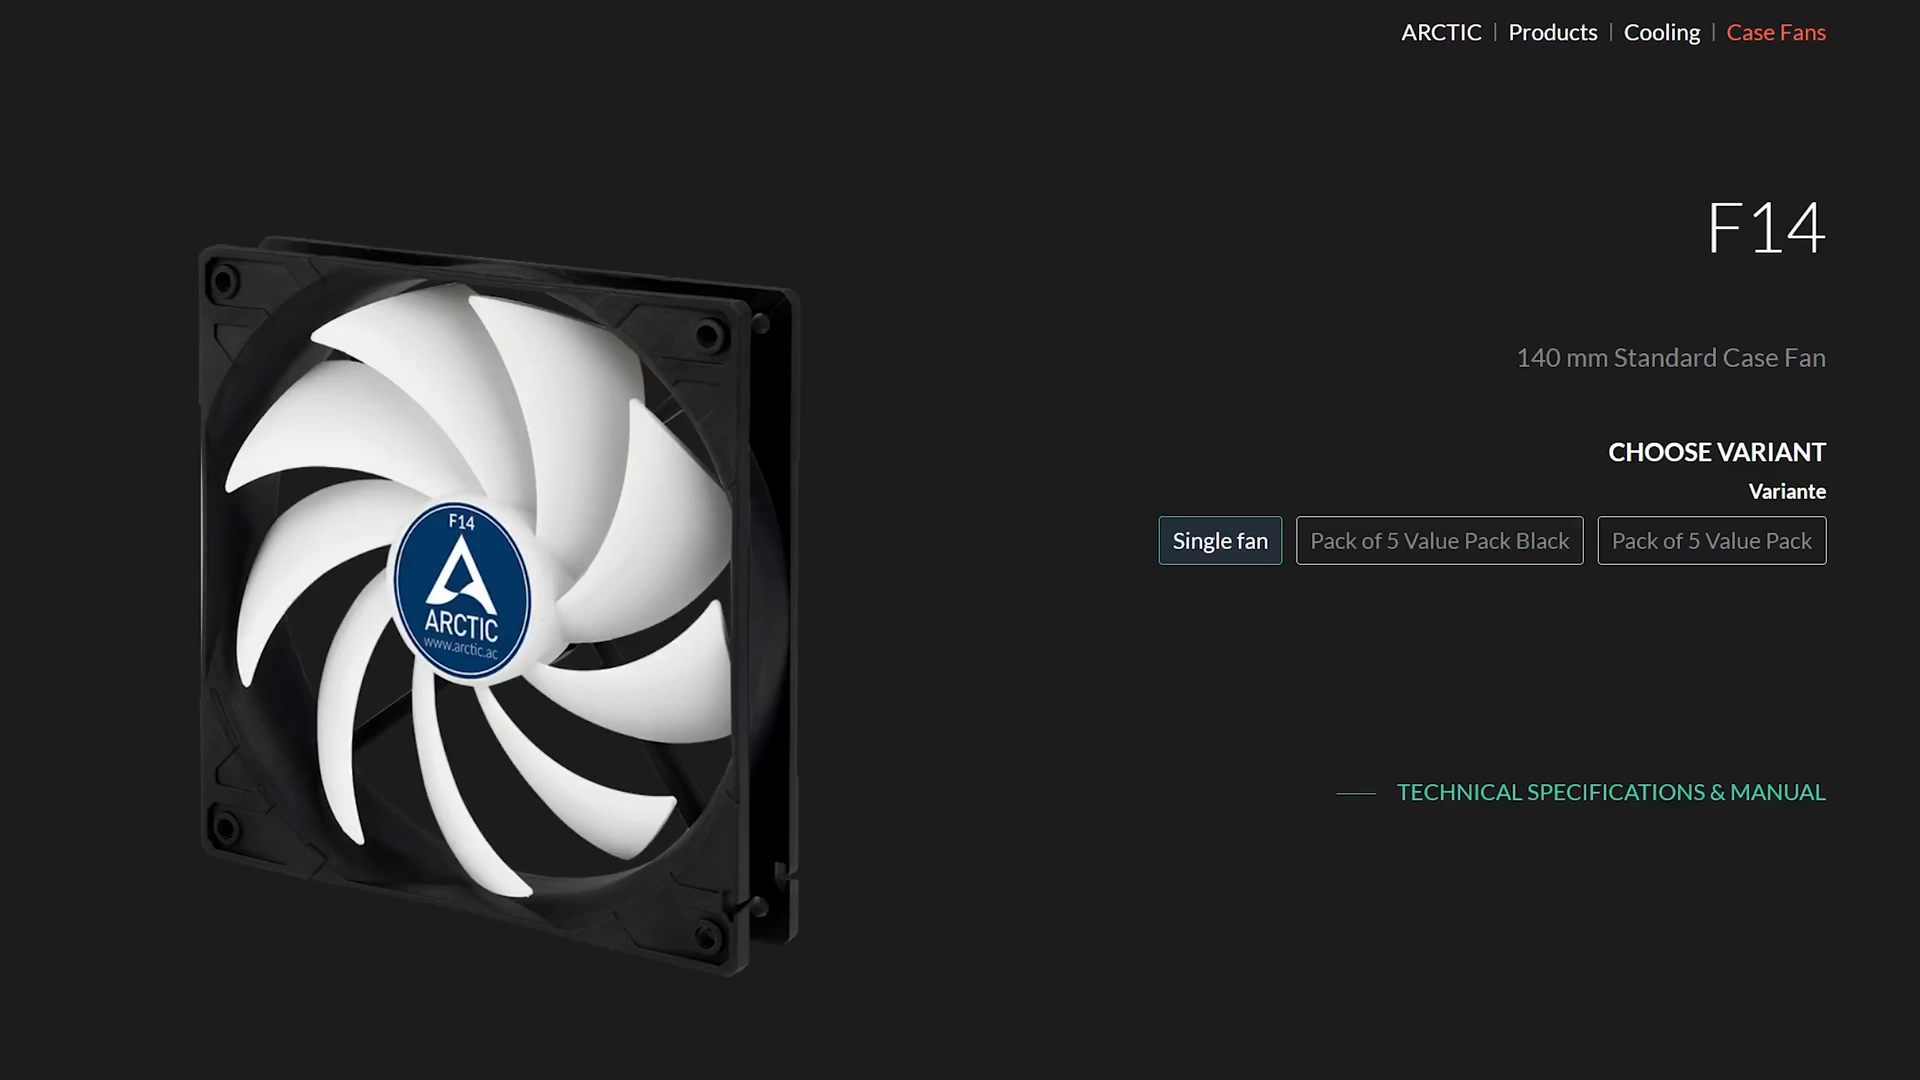 ARCTIC | Products | Cooling | Case Fans
F14
140 mm Standard Case Fan
CHOOSE VARIANT
Variante
Single fan
Pack of 5 Value Pack Black
Pack of 5 Value Pack
F14
ARCTIC
www.arctic.ac
TECHNICAL SPECIFICATIONS & MANUAL